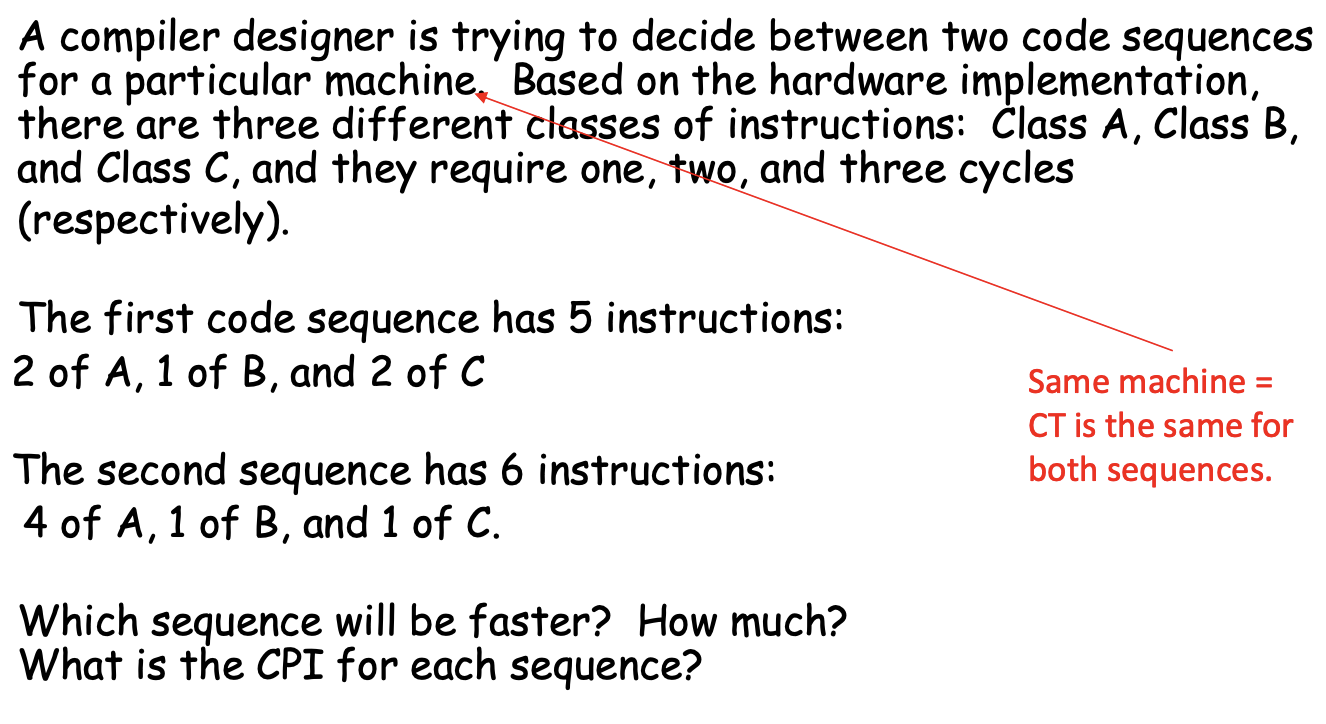 A compiler designer is trying to decide between two code sequences
for a particular machine. Based on the hardware implementation,
there are three different classes of instructions: Class A, Class B,
and Class C, and they require one, two, and three cycles
(respectively).
The first code sequence has 5 instructions:
2 of A, 1 of B, and 2 of C
Same machine =
CT is the same for
both sequences.
The second sequence has 6 instructions:
4 of A, 1 of B, and 1 of C.
Which sequence will be faster? How much?
What is the CPI for each sequence?